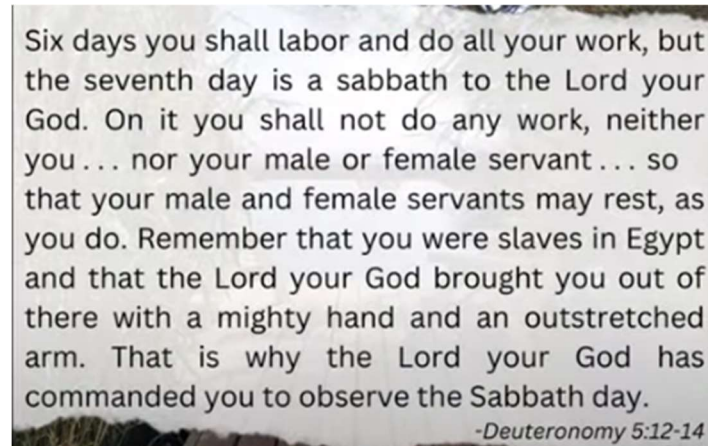 Six days you shall labor and do all your work, but
the seventh day is a sabbath to the Lord your
God. On it you shall not do any work, neither
you... nor your male or female servant... so
that your male and female servants may rest, as
you do. Remember that you were slaves in Egypt
and that the Lord your God brought you out of
there with a mighty hand and an outstretched
arm. That is why the Lord your God has
commanded you to observe the Sabbath day.
-Deuteronomy 5:12-14